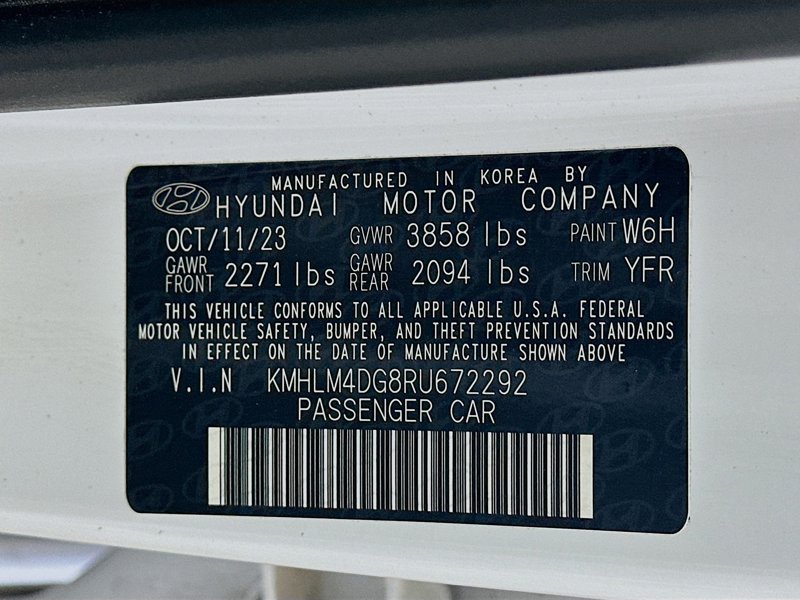 MANUFACTURED IN KOREA BY
HYUNDAI MOTOR COMPANY
OCT/11/23 GVWR 3858 lbs PAINT W6H
GAWR FRONT 2271 lbs GAWR REAR 2094 lbs TRIM YFR
THIS VEHICLE CONFORMS TO ALL APPLICABLE U.S.A. FEDERAL
MOTOR VEHICLE SAFETY, BUMPER, AND THEFT PREVENTION STANDARDS
IN EFFECT ON THE DATE OF MANUFACTURE SHOWN ABOVE
V.I.N KMHLM4DG8RU672292
PASSENGER CAR